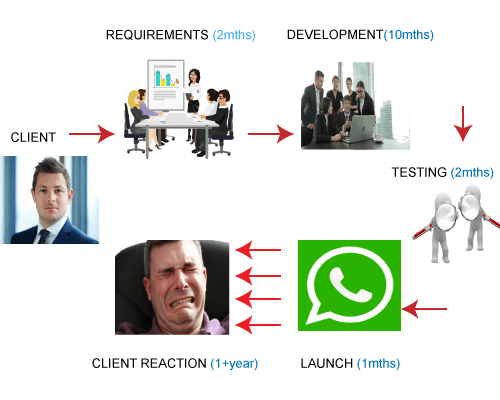 REQUIREMENTS (2mths)
DEVELOPMENT(10mths)
CLIENT
TESTING (2mths)
CLIENT REACTION (1+year)
LAUNCH (1mths)